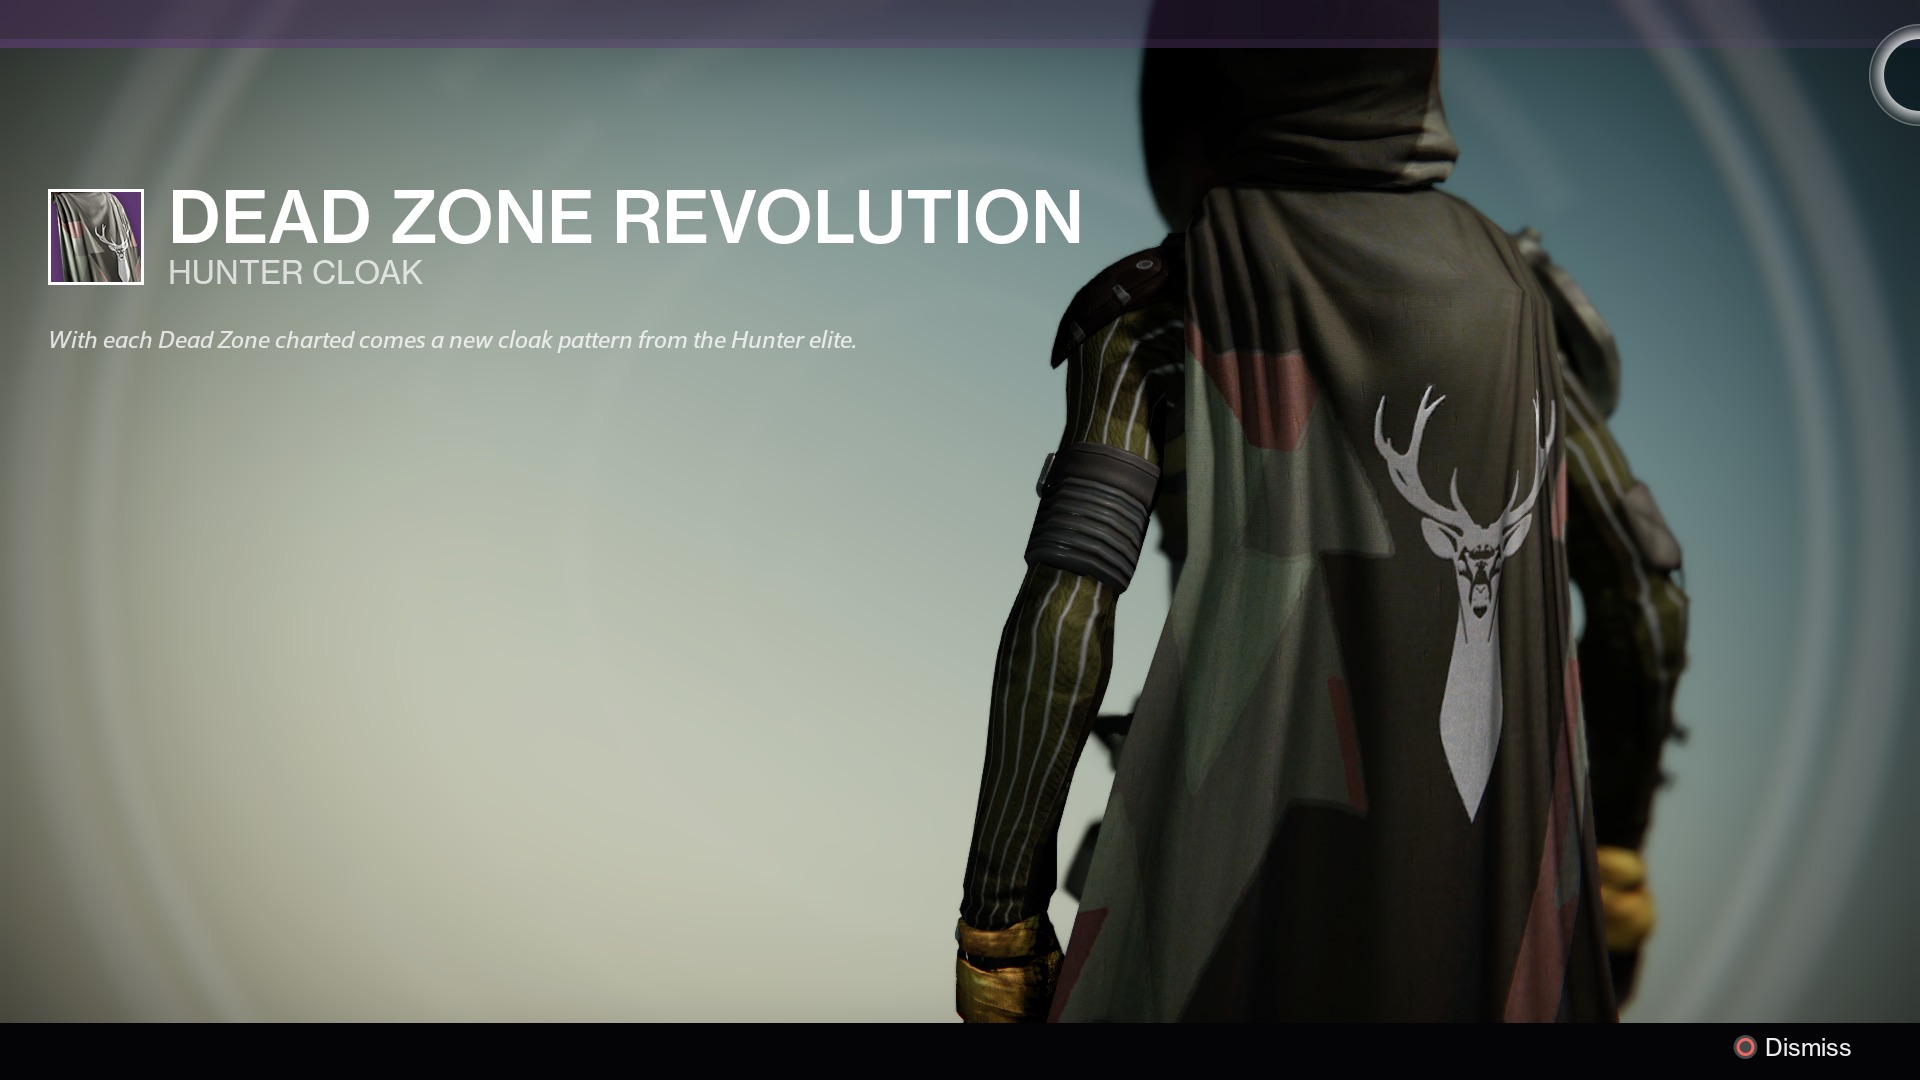 DEAD ZONE REVOLUTION
HUNTER CLOAK
With each Dead Zone charted comes a new cloak pattern from the Hunter elite.
Dismiss